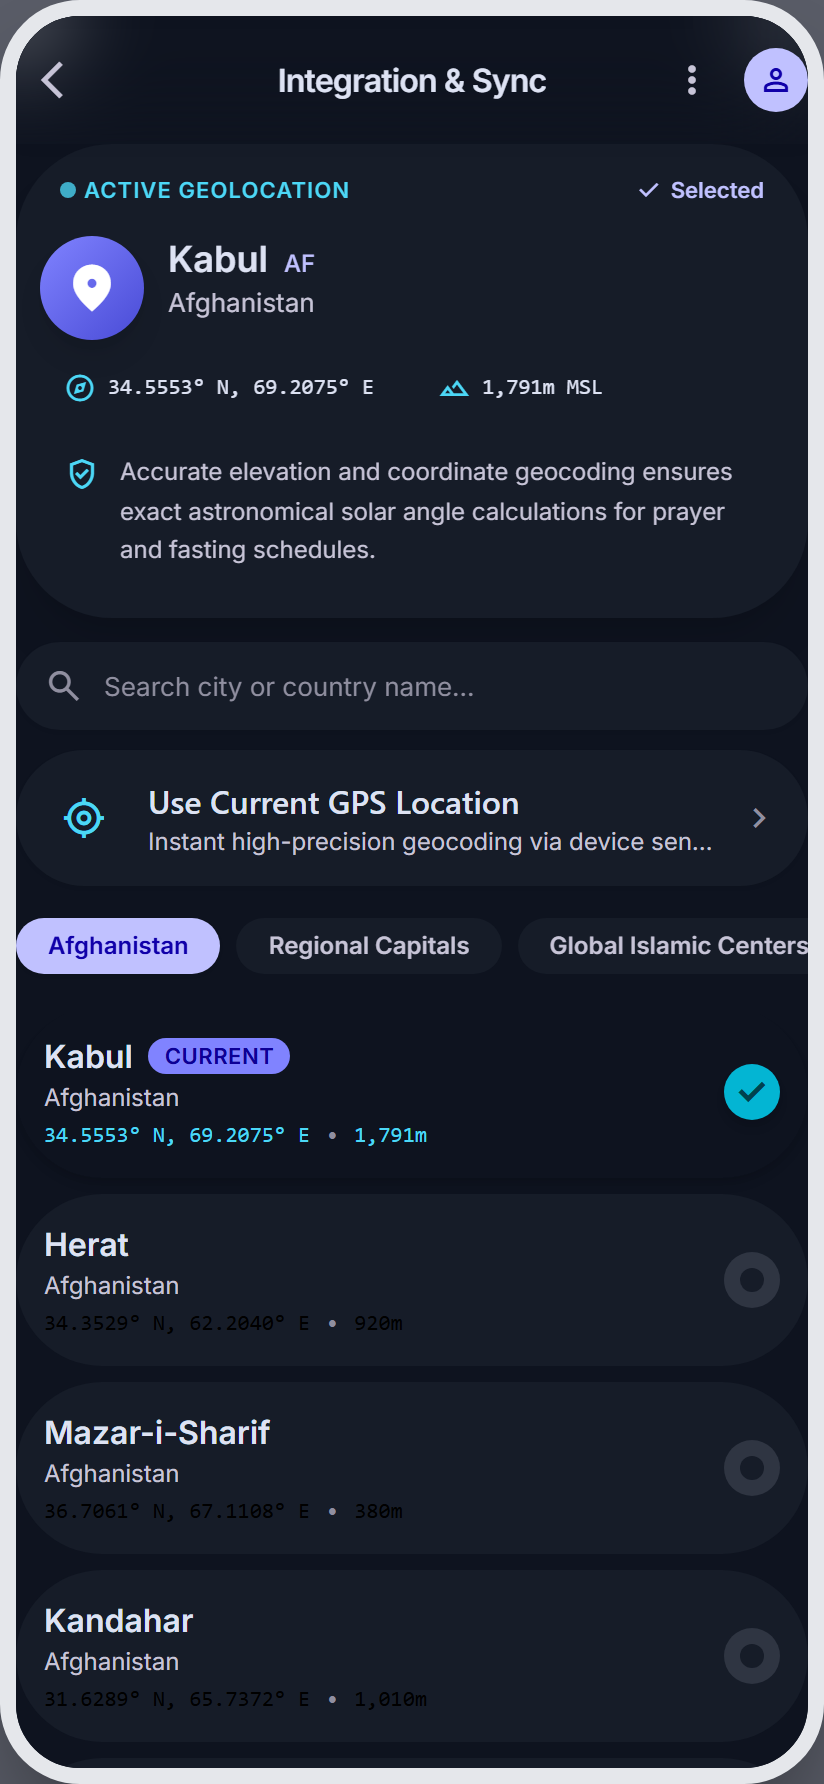 Integration & Sync
ACTIVE GEOLOCATION
Selected
Kabul AF
Afghanistan
34.5553° N, 69.2075° E
1,791m MSL
Accurate elevation and coordinate geocoding ensures
exact astronomical solar angle calculations for prayer
and fasting schedules.
Search city or country name...
Use Current GPS Location
Instant high-precision geocoding via device sen...
Afghanistan
Regional Capitals
Global Islamic Centers
Kabul CURRENT
Afghanistan
34.5553° N, 69.2075° E • 1,791m
Herat
Afghanistan
34.3529° N, 62.2040° E • 920m
Mazar-i-Sharif
Afghanistan
36.7061° N, 67.1108° E • 380m
Kandahar
Afghanistan
31.6289° N, 65.7372° E • 1,010m